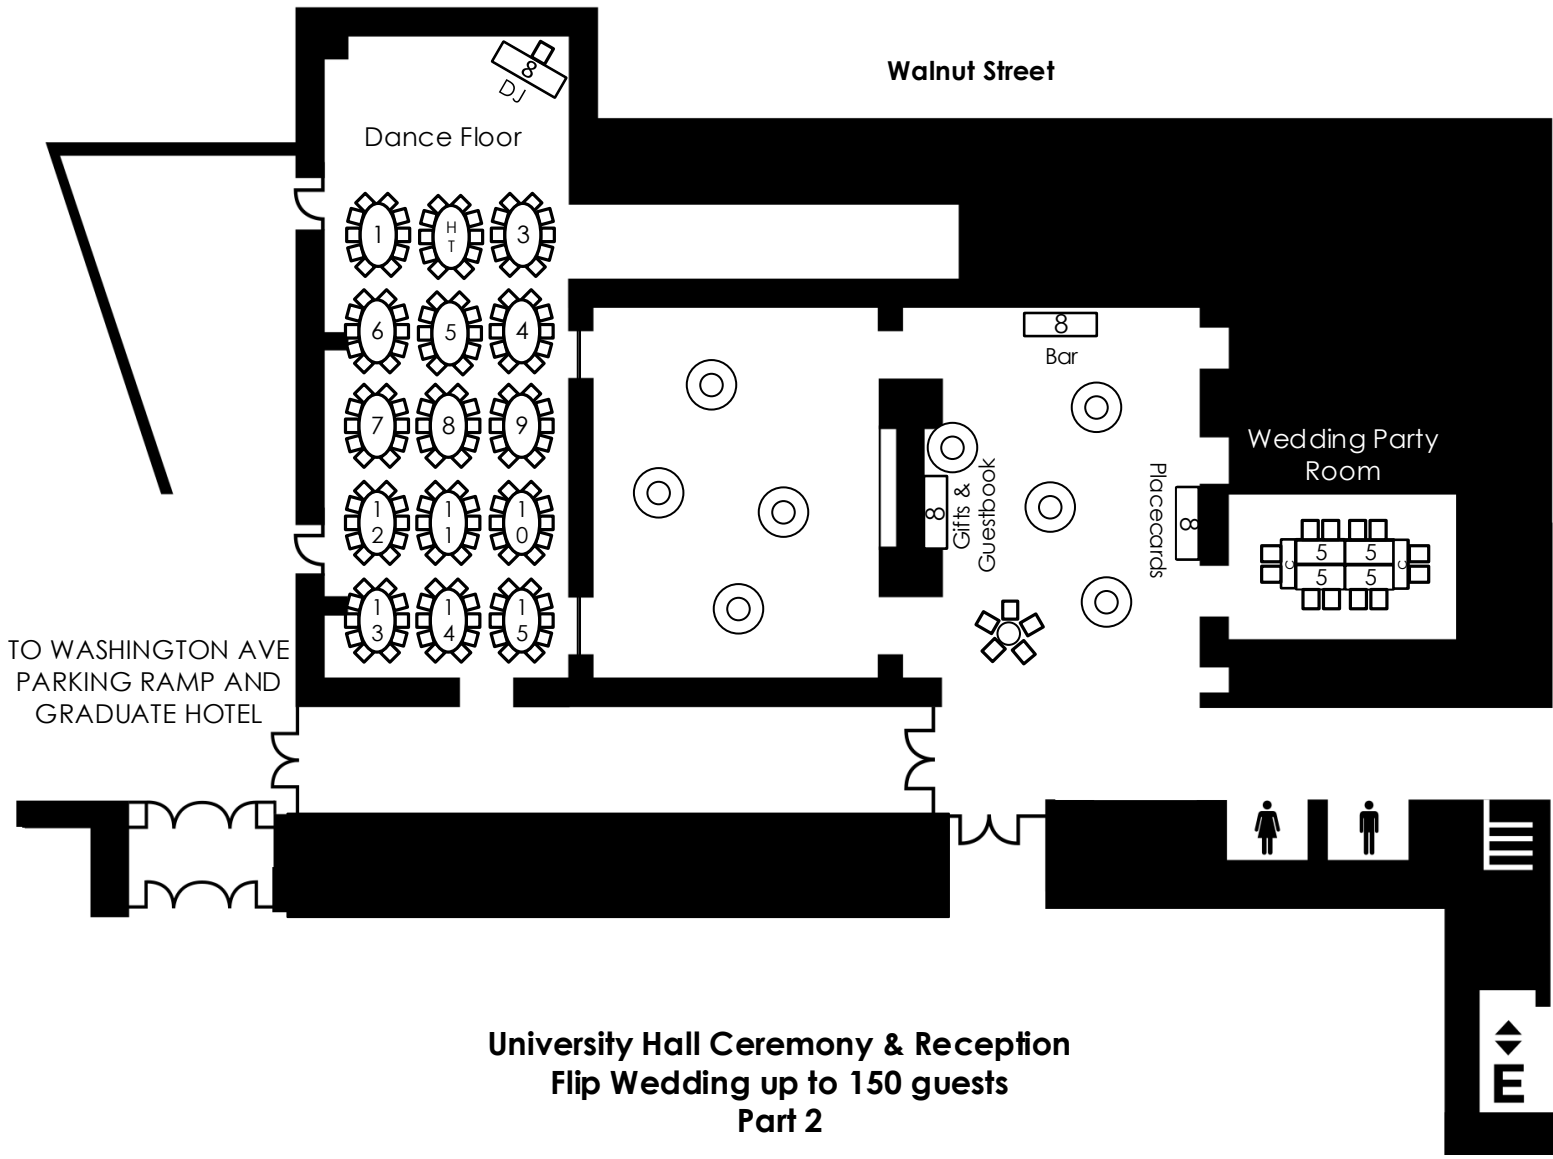 Walnut Street
8
DJ
Dance Floor
1
H
T
3
6
5
4
8
Bar
7
8
9
Wedding Party
Room
8
Gifts &
Guestbook
Placecards
8
1
2
1
1
1
0
5
5
C
C
5
5
1
3
1
4
1
5
TO WASHINGTON AVE
PARKING RAMP AND
GRADUATE HOTEL
University Hall Ceremony & Reception
Flip Wedding up to 150 guests
Part 2
E